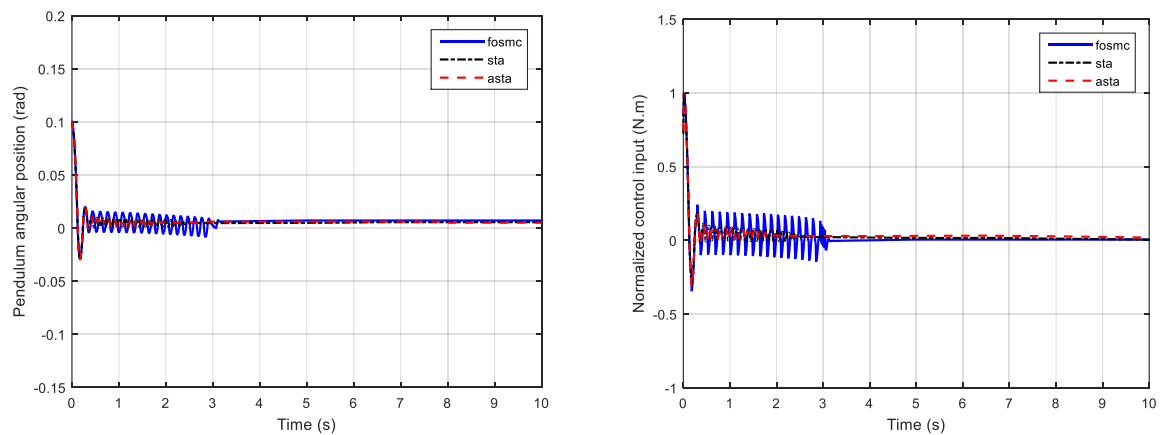 0.2
0.15
0.1
0.05
0
-0.05
-0.1
-0.15
Pendulum angular position (rad)
fosmc
sta
asta
0 1 2 3 4 5 6 7 8 9 10
Time (s)
1.5
1
0.5
0
-0.5
-1
Normalized control input (N.m)
fosmc
sta
asta
0 1 2 3 4 5 6 7 8 9 10
Time (s)